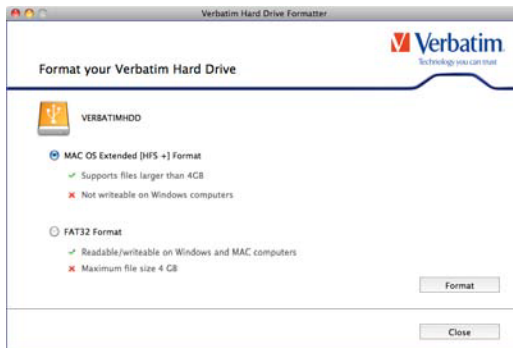 Verbatim Hard Drive Formatter
Verbatim.
Technology you can trust
Format your Verbatim Hard Drive
VERBATIMHDD
MAC OS Extended [HFS +] Format
Supports files larger than 4GB
Not writeable on Windows computers
FAT32 Format
Readable/writeable on Windows and MAC computers
Maximum file size 4 GB
Format
Close